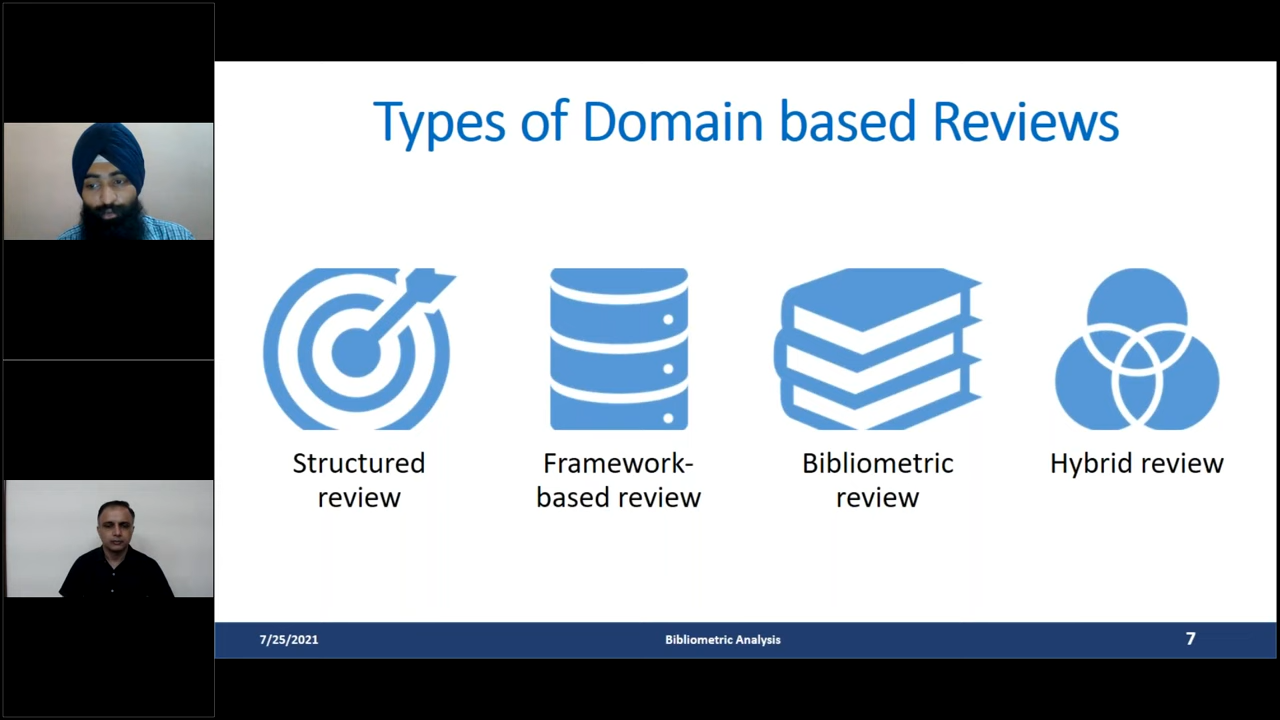 Types of Domain based Reviews
Structured
review
Framework-
based review
Bibliometric
review
Hybrid review
7/25/2021
Bibliometric Analysis
7